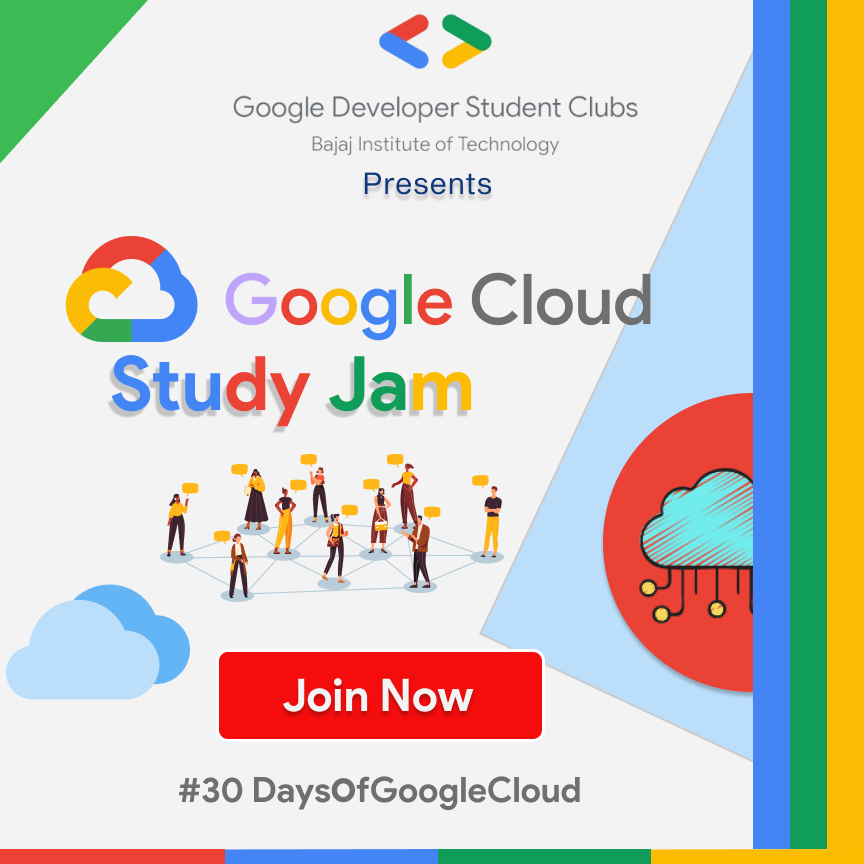 Google Developer Student Clubs
Bajaj Institute of Technology
Presents
Google Cloud
Study Jam
Join Now
#30 DaysOfGoogleCloud